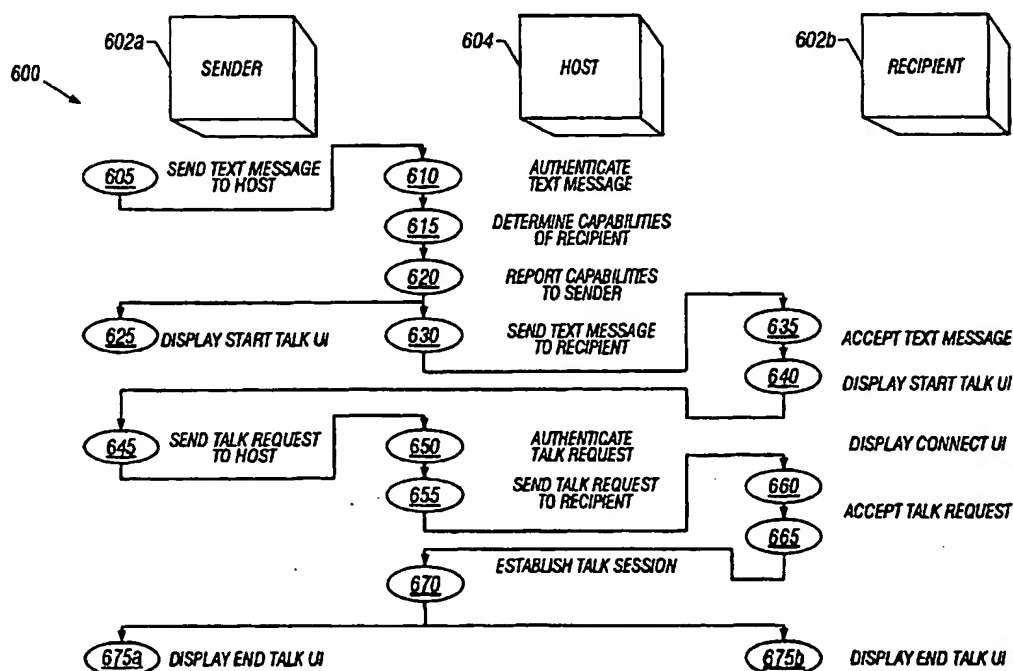 602a
SENDER
604
HOST
602b
RECIPIENT
600
605
SEND TEXT MESSAGE
TO HOST
610
AUTHENTICATE
TEXT MESSAGE
615
DETERMINE CAPABILITIES
OF RECIPIENT
620
REPORT CAPABILITIES
TO SENDER
625
DISPLAY START TALK UI
630
SEND TEXT MESSAGE
TO RECIPIENT
635
ACCEPT TEXT MESSAGE
640
DISPLAY START TALK UI
645
SEND TALK REQUEST
TO HOST
650
AUTHENTICATE
TALK REQUEST
DISPLAY CONNECT UI
655
SEND TALK REQUEST
TO RECIPIENT
660
ACCEPT TALK REQUEST
665
ESTABLISH TALK SESSION
670
675a
DISPLAY END TALK UI
675b
DISPLAY END TALK UI